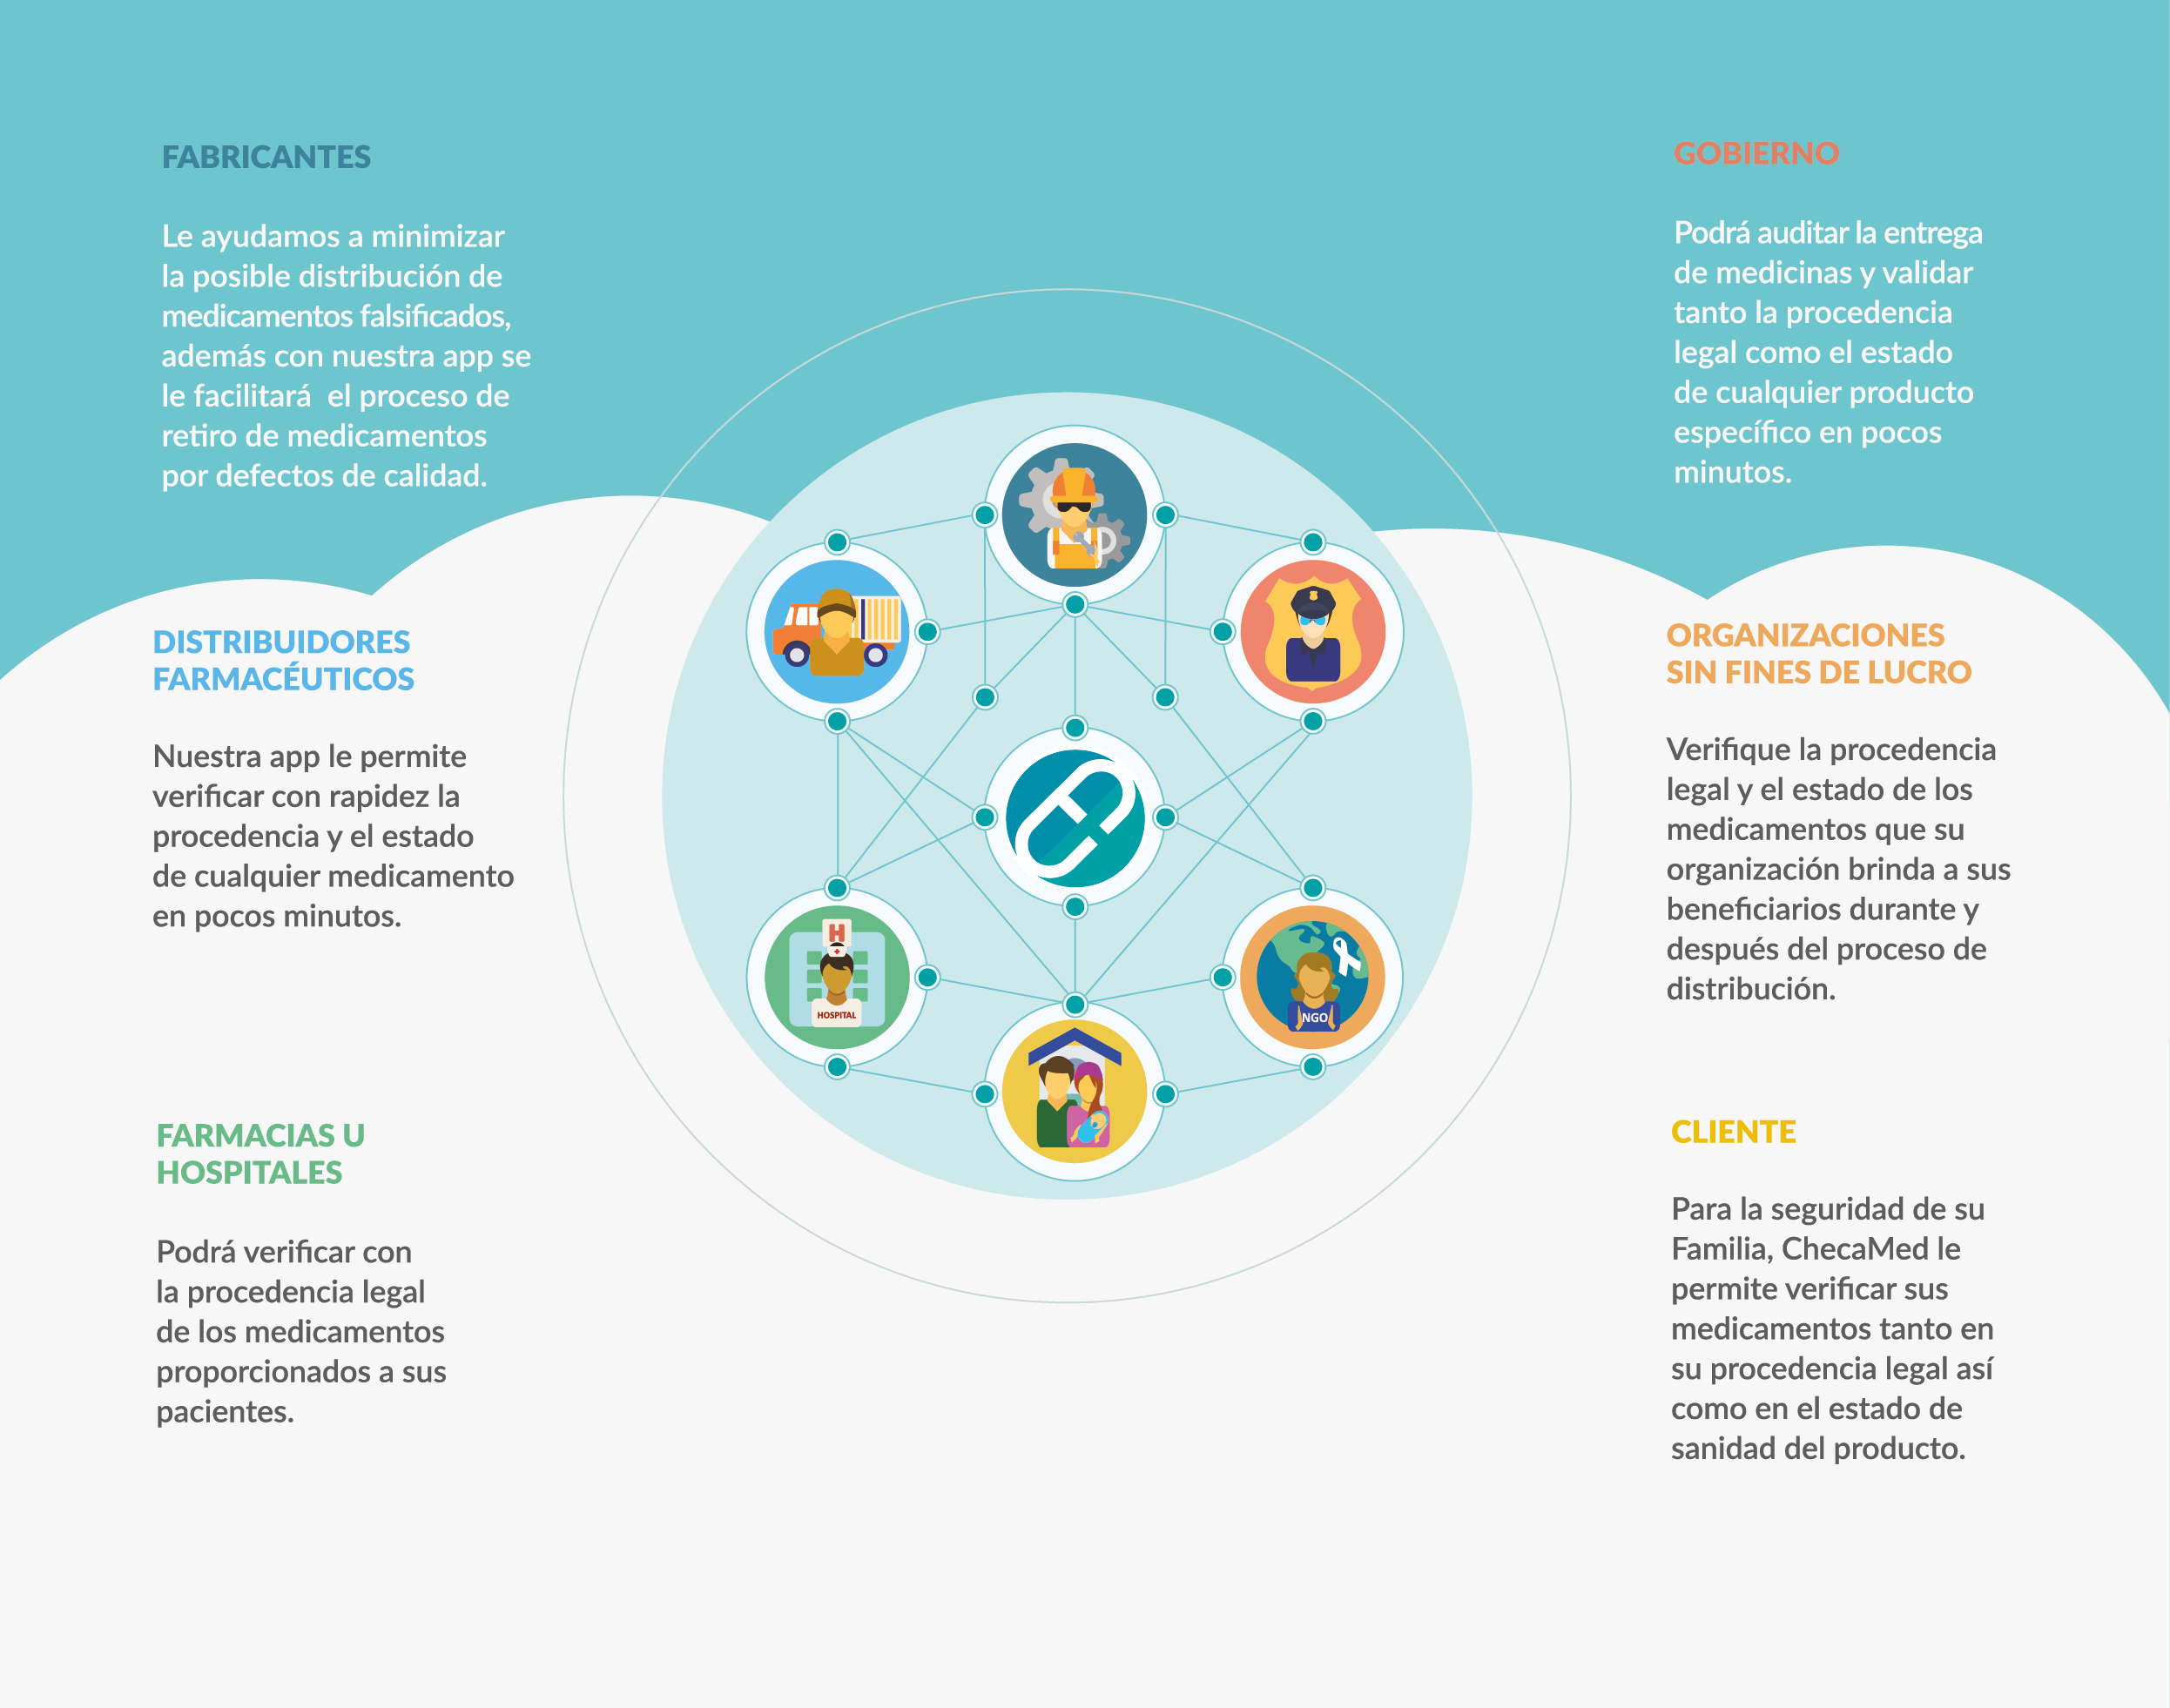 FABRICANTES
Le ayudamos a minimizar
la posible distribución de
medicamentos falsificados,
además con nuestra app se
le facilitará  el proceso de
retiro de medicamentos
por defectos de calidad.
DISTRIBUIDORES
FARMACÉUTICOS
Nuestra app le permite
verificar con rapidez la
procedencia y el estado
de cualquier medicamento
en pocos minutos.
FARMACIAS U
HOSPITALES
Podrá verificar con
la procedencia legal
de los medicamentos
proporcionados a sus
pacientes.
H
HOSPITAL
NGO
GOBIERNO
Podrá auditar la entrega
de medicinas y validar
tanto la procedencia
legal como el estado
de cualquier producto
específico en pocos
minutos.
ORGANIZACIONES
SIN FINES DE LUCRO
Verifique la procedencia
legal y el estado de los
medicamentos que su
organización brinda a sus
beneficiarios durante y
después del proceso de
distribución.
CLIENTE
Para la seguridad de su
Familia, ChecaMed le
permite verificar sus
medicamentos tanto en
su procedencia legal así
como en el estado de
sanidad del producto.